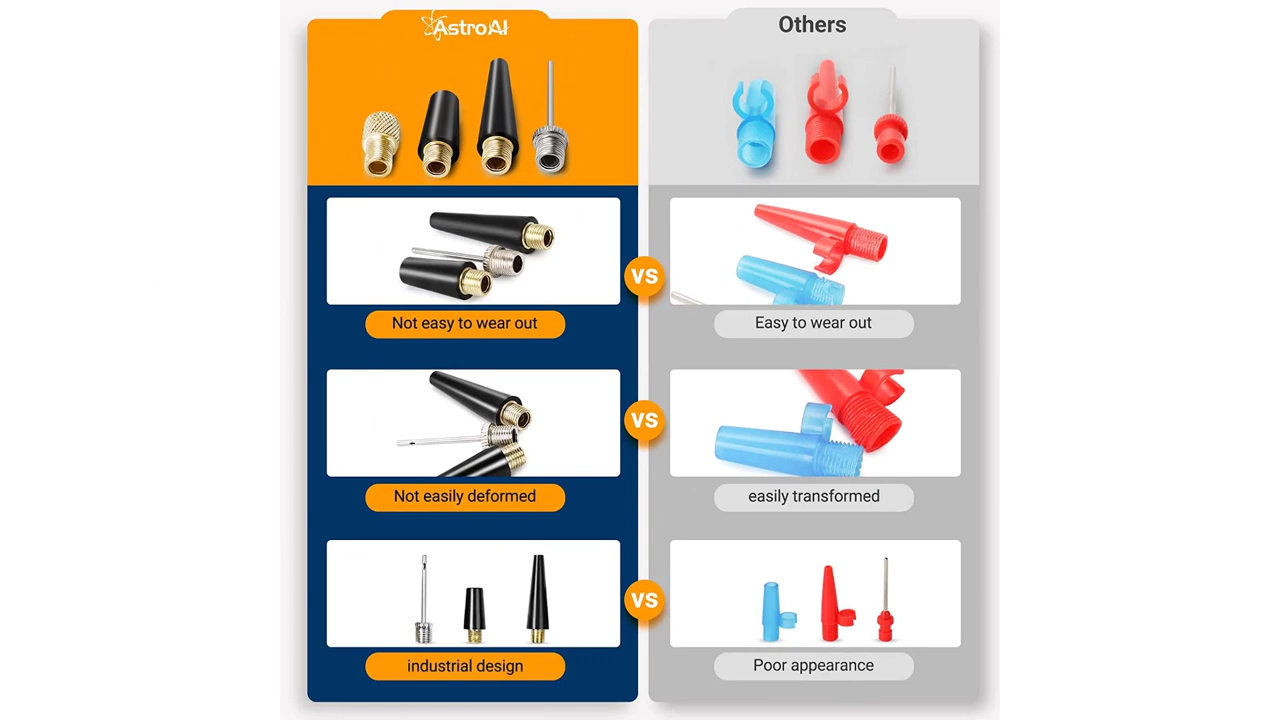 AstroAI
Others
VS
Not easy to wear out
Easy to wear out
VS
Not easily deformed
easily transformed
VS
industrial design
Poor appearance